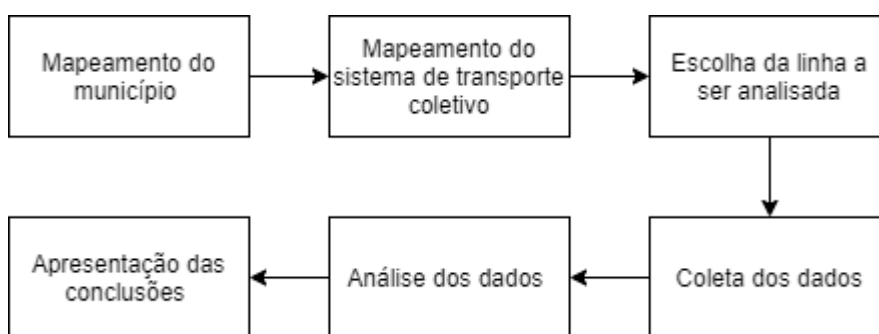 Mapeamento do
município
Mapeamento do
sistema de transporte
coletivo
Escolha da linha a
ser analisada
Coleta dos dados
Análise dos dados
Apresentação das
conclusões